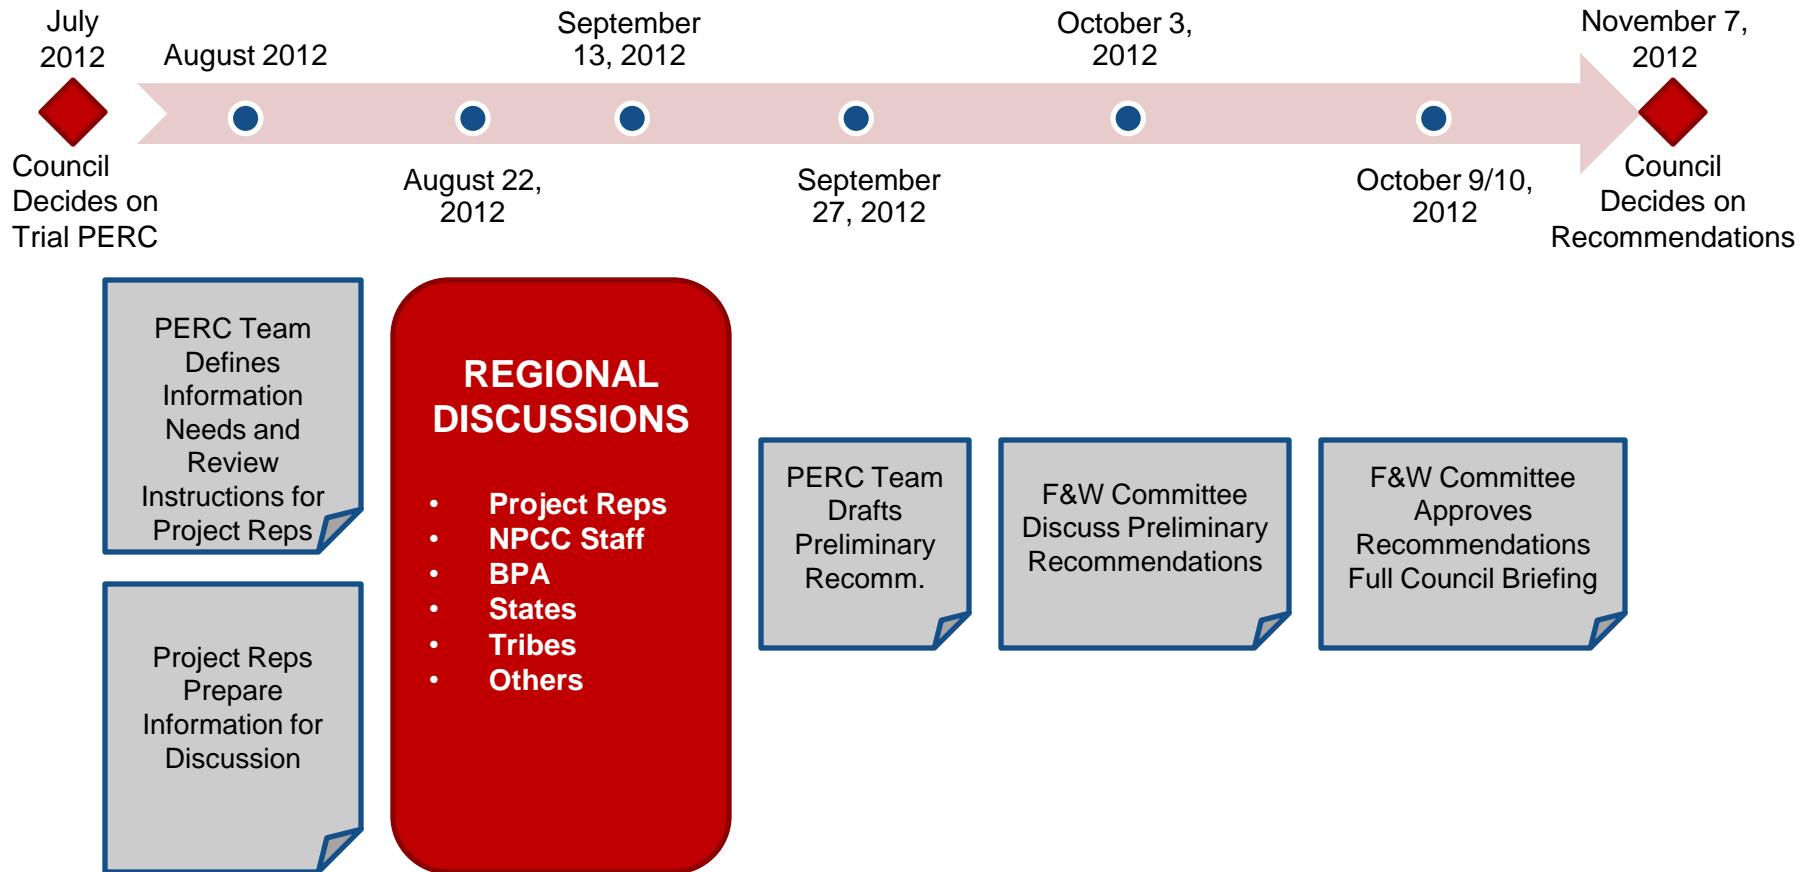 July
2012
August 2012
September
13, 2012
October 3,
2012
November 7,
2012
Council
Decides on
Trial PERC
August 22,
2012
September
27, 2012
October 9/10,
2012
Council
Decides on
Recommendations
PERC Team
Defines
Information
Needs and
Review
Instructions for
Project Reps
Project Reps
Prepare
Information for
Discussion
REGIONAL
DISCUSSIONS
• Project Reps
• NPCC Staff
• BPA
• States
• Tribes
• Others
PERC Team
Drafts
Preliminary
Recomm.
F&W Committee
Discuss Preliminary
Recommendations
F&W Committee
Approves
Recommendations
Full Council Briefing